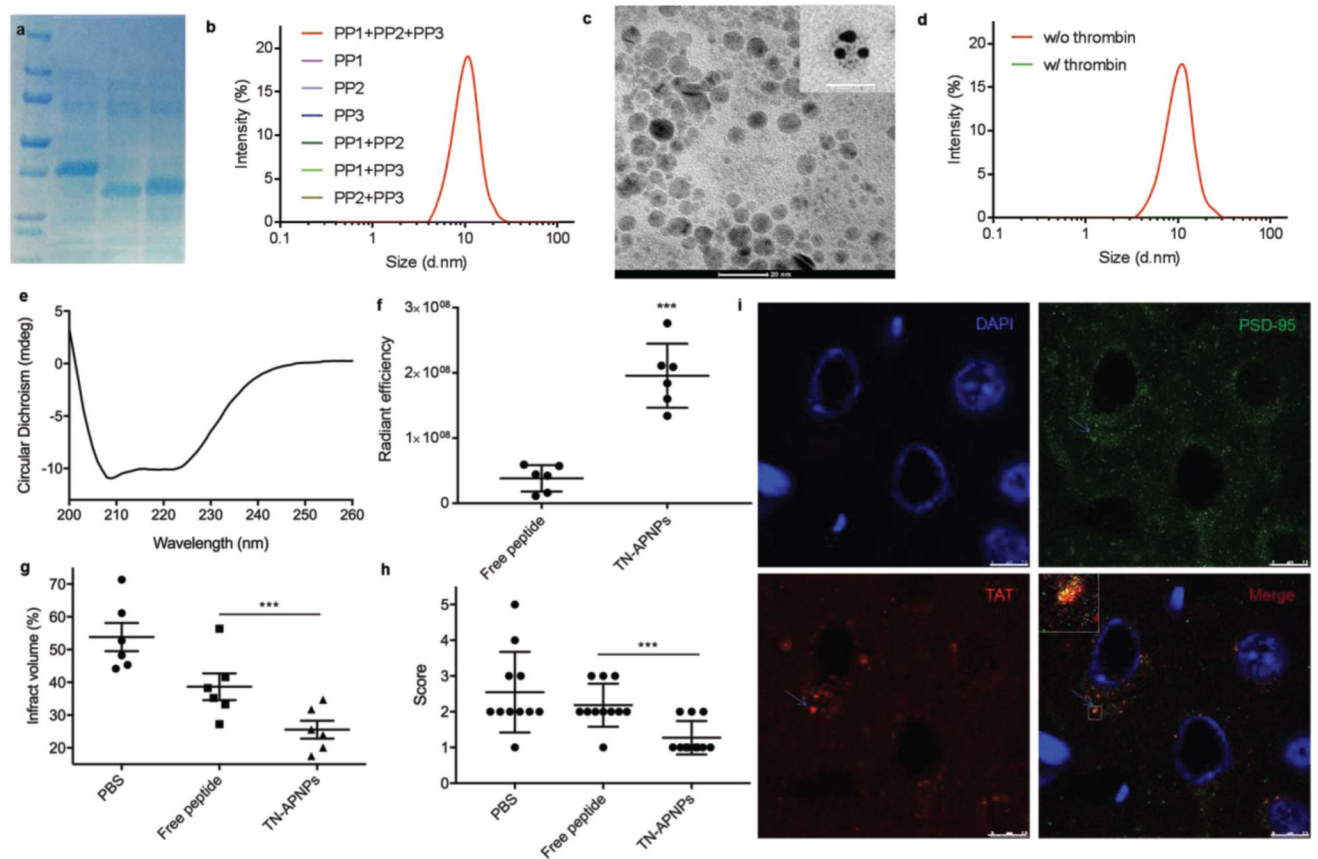 a
b
PP1+PP2+PP3
PP1
PP2
PP3
PP1+PP2
PP1+PP3
PP2+PP3
Intensity (%)
20
15
10
5
0
0.1 1 10 100
Size (d.nm)
c
20 nm
d
w/o thrombin
w/ thrombin
Intensity (%)
20
15
10
5
0
0.1 1 10 100
Size (d.nm)
e
Circular Dichroism (mdeg)
5
0
-5
-10
200 210 220 230 240 250 260
Wavelength (nm)
f
Radiant efficiency
3×10⁰⁸
2×10⁰⁸
1×10⁰⁸
0
***
Free peptide
TN-APNPs
g
Infract volume (%)
70
60
50
40
30
20
***
PBS
Free peptide
TN-APNPs
h
Score
5
4
3
2
1
0
***
PBS
Free peptide
TN-APNPs
i
DAPI
PSD-95
TAT
Merge